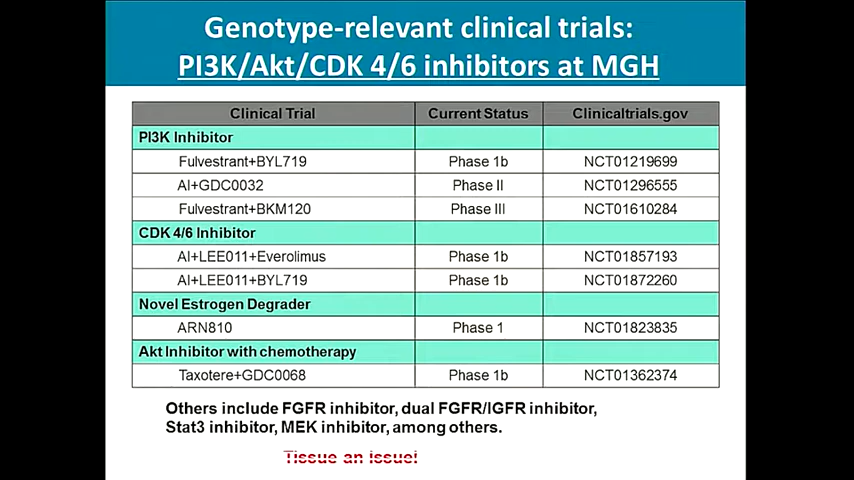 Genotype-relevant clinical trials:
PI3K/Akt/CDK 4/6 inhibitors at MGH
Clinical Trial Current Status Clinicaltrials.gov
PI3K Inhibitor
Fulvestrant+BYL719 Phase 1b NCT01219699
AI+GDC0032 Phase II NCT01296555
Fulvestrant+BKM120 Phase III NCT01610284
CDK 4/6 Inhibitor
AI+LEE011+Everolimus Phase 1b NCT01857193
AI+LEE011+BYL719 Phase 1b NCT01872260
Novel Estrogen Degrader
ARN810 Phase 1 NCT01823835
Akt Inhibitor with chemotherapy
Taxotere+GDC0068 Phase 1b NCT01362374
Others include FGFR inhibitor, dual FGFR/IGFR inhibitor,
Stat3 inhibitor, MEK inhibitor, among others.
Tissue an issue!